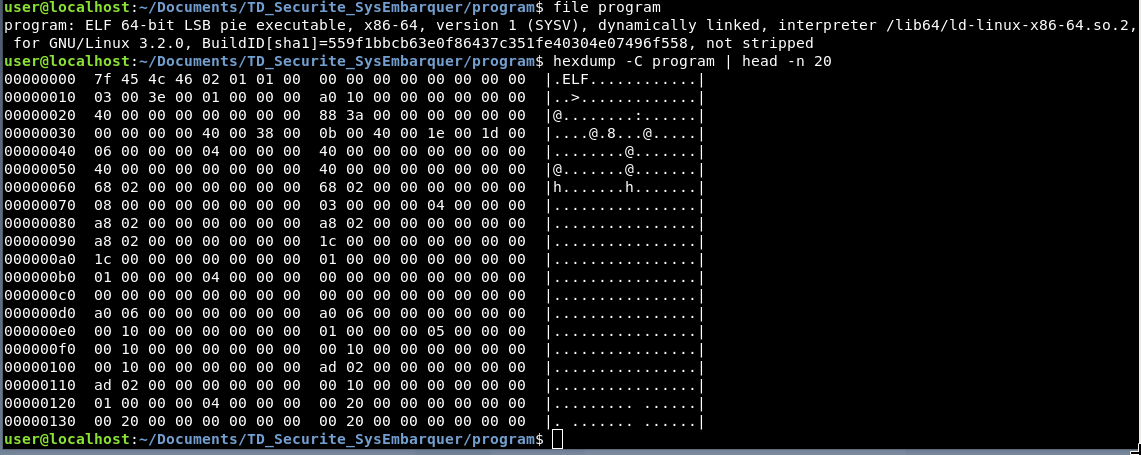 user@localhost:~/Documents/TD_Securite_SysEmbarquer/program$ file program
program: ELF 64-bit LSB pie executable, x86-64, version 1 (SYSV), dynamically linked, interpreter /lib64/ld-linux-x86-64.so.2,
 for GNU/Linux 3.2.0, BuildID[sha1]=559f1bbcb63e0f86437c351fe40304e07496f558, not stripped
user@localhost:~/Documents/TD_Securite_SysEmbarquer/program$ hexdump -C program | head -n 20
00000000  7f 45 4c 46 02 01 01 00  00 00 00 00 00 00 00 00  |.ELF............|
00000010  03 00 3e 00 01 00 00 00  a0 10 00 00 00 00 00 00  |..>.............|
00000020  40 00 00 00 00 00 00 00  88 3a 00 00 00 00 00 00  |@........:......|
00000030  00 00 00 00 40 00 38 00  0b 00 40 00 1e 00 1d 00  |....@.8...@.....|
00000040  06 00 00 00 04 00 00 00  40 00 00 00 00 00 00 00  |........@.......|
00000050  40 00 00 00 00 00 00 00  40 00 00 00 00 00 00 00  |@.......@.......|
00000060  68 02 00 00 00 00 00 00  68 02 00 00 00 00 00 00  |h.......h.......|
00000070  08 00 00 00 00 00 00 00  03 00 00 00 04 00 00 00  |................|
00000080  a8 02 00 00 00 00 00 00  a8 02 00 00 00 00 00 00  |................|
00000090  a8 02 00 00 00 00 00 00  1c 00 00 00 00 00 00 00  |................|
000000a0  1c 00 00 00 00 00 00 00  01 00 00 00 00 00 00 00  |................|
000000b0  01 00 00 00 04 00 00 00  00 00 00 00 00 00 00 00  |................|
000000c0  00 00 00 00 00 00 00 00  00 00 00 00 00 00 00 00  |................|
000000d0  a0 06 00 00 00 00 00 00  a0 06 00 00 00 00 00 00  |................|
000000e0  00 10 00 00 00 00 00 00  01 00 00 00 05 00 00 00  |................|
000000f0  00 10 00 00 00 00 00 00  00 10 00 00 00 00 00 00  |................|
00000100  00 10 00 00 00 00 00 00  ad 02 00 00 00 00 00 00  |................|
00000110  ad 02 00 00 00 00 00 00  00 10 00 00 00 00 00 00  |................|
00000120  01 00 00 00 04 00 00 00  00 20 00 00 00 00 00 00  |......... ......|
00000130  00 20 00 00 00 00 00 00  00 20 00 00 00 00 00 00  |. ....... ......|
user@localhost:~/Documents/TD_Securite_SysEmbarquer/program$